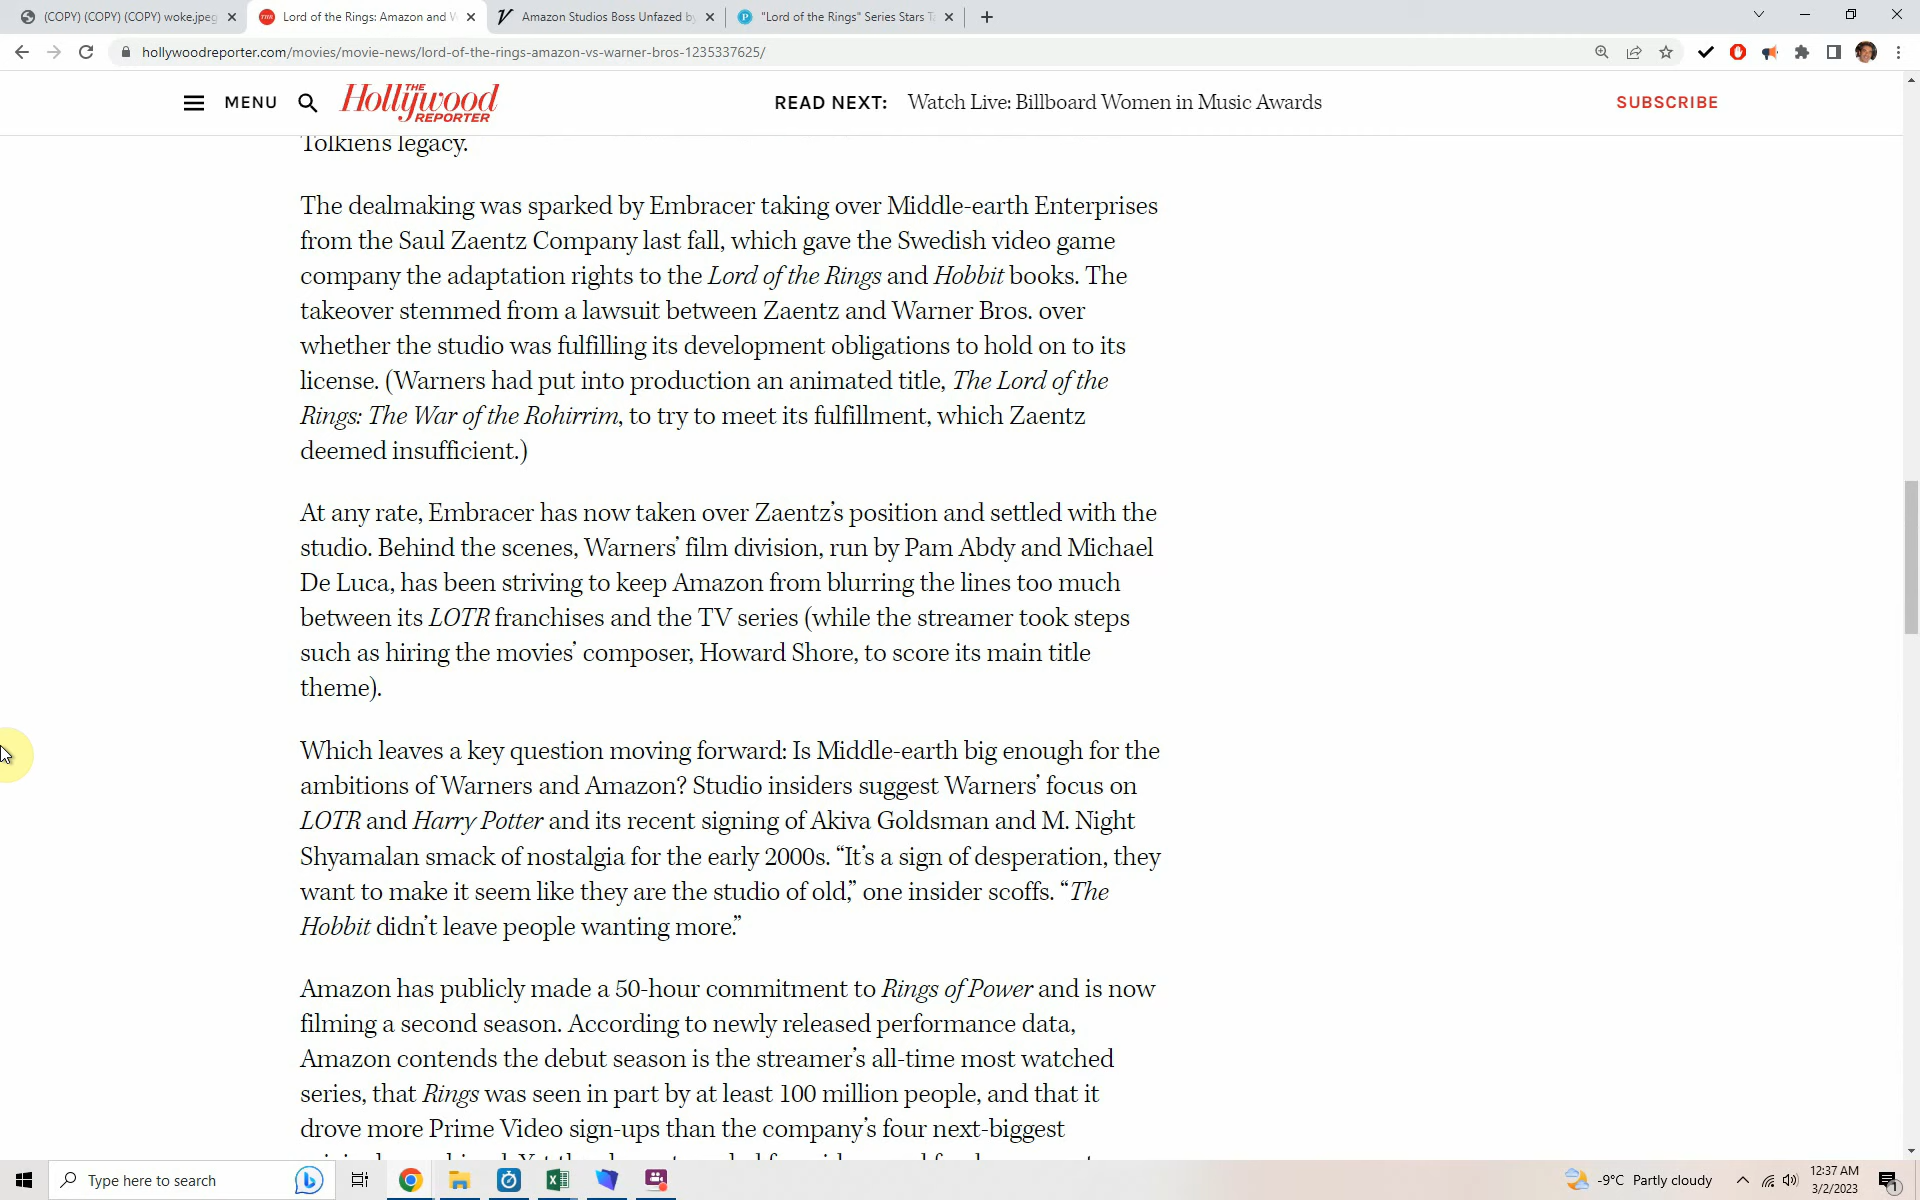 (COPY) (COPY) (COPY) woke.jpeg
Lord of the Rings: Amazon and W
Amazon Studios Boss Unfazed by
"Lord of the Rings" Series Stars T
hollywoodreporter.com/movies/movie-news/lord-of-the-rings-amazon-vs-warner-bros-1235337625/
MENU
THE Hollywood REPORTER
READ NEXT: Watch Live: Billboard Women in Music Awards
SUBSCRIBE
Tolkien's legacy.
The dealmaking was sparked by Embracer taking over Middle-earth Enterprises
from the Saul Zaentz Company last fall, which gave the Swedish video game
company the adaptation rights to the Lord of the Rings and Hobbit books. The
takeover stemmed from a lawsuit between Zaentz and Warner Bros. over
whether the studio was fulfilling its development obligations to hold on to its
license. (Warners had put into production an animated title, The Lord of the
Rings: The War of the Rohirrim, to try to meet its fulfillment, which Zaentz
deemed insufficient.)
At any rate, Embracer has now taken over Zaentz’s position and settled with the
studio. Behind the scenes, Warners’ film division, run by Pam Abdy and Michael
De Luca, has been striving to keep Amazon from blurring the lines too much
between its LOTR franchises and the TV series (while the streamer took steps
such as hiring the movies’ composer, Howard Shore, to score its main title
theme).
Which leaves a key question moving forward: Is Middle-earth big enough for the
ambitions of Warners and Amazon? Studio insiders suggest Warners’ focus on
LOTR and Harry Potter and its recent signing of Akiva Goldsman and M. Night
Shyamalan smack of nostalgia for the early 2000s. “It’s a sign of desperation, they
want to make it seem like they are the studio of old,” one insider scoffs. “The
Hobbit didn’t leave people wanting more.”
Amazon has publicly made a 50-hour commitment to Rings of Power and is now
filming a second season. According to newly released performance data,
Amazon contends the debut season is the streamer’s all-time most watched
series, that Rings was seen in part by at least 100 million people, and that it
drove more Prime Video sign-ups than the company’s four next-biggest
Type here to search
-9°C Partly cloudy
12:37 AM
3/2/2023
1